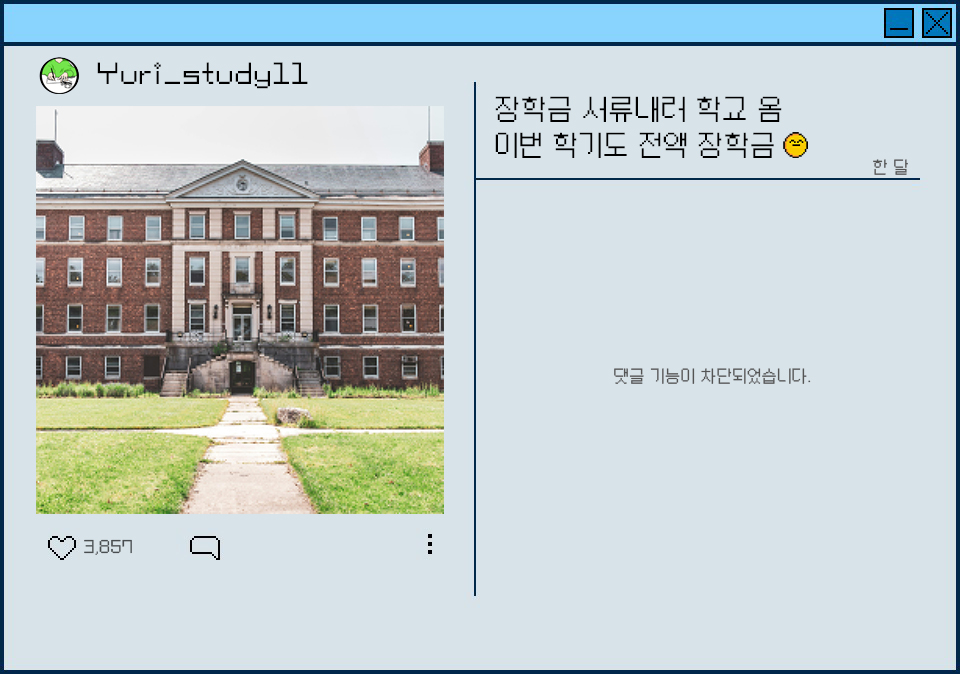 Yuri_study11
장학금 서류내러 학교 옴
이번 학기도 전액 장학금
한 달
댓글 기능이 차단되었습니다.
3,857